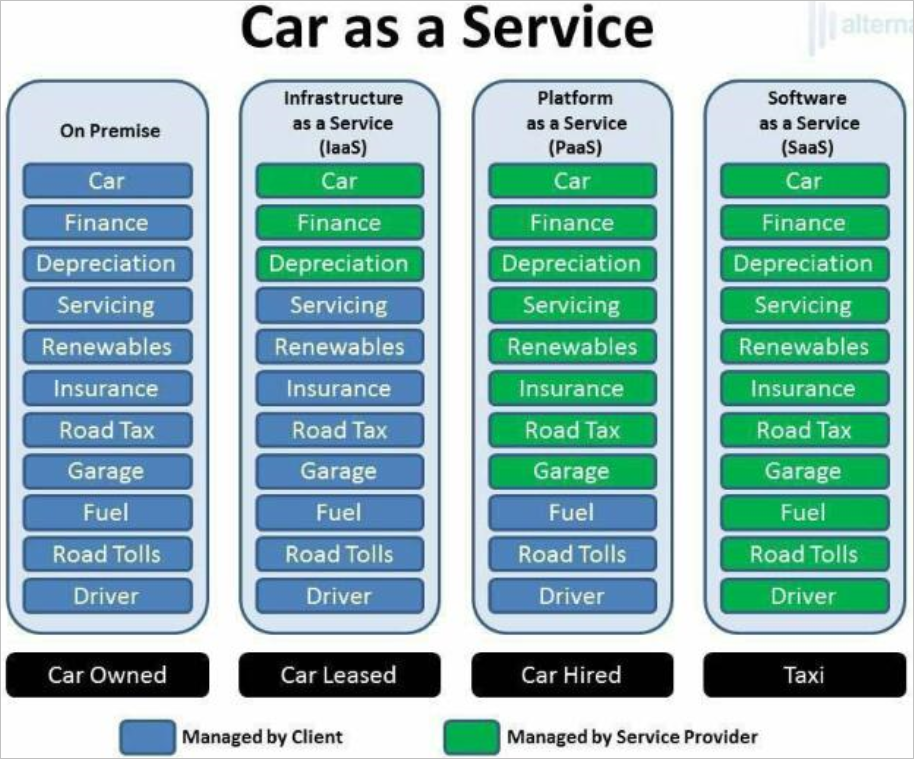 Car as a Service
alterna
On Premise
Car
Finance
Depreciation
Servicing
Renewables
Insurance
Road Tax
Garage
Fuel
Road Tolls
Driver
Car Owned
Infrastructure
as a Service
(IaaS)
Car
Finance
Depreciation
Servicing
Renewables
Insurance
Road Tax
Garage
Fuel
Road Tolls
Driver
Car Leased
Platform
as a Service
(PaaS)
Car
Finance
Depreciation
Servicing
Renewables
Insurance
Road Tax
Garage
Fuel
Road Tolls
Driver
Car Hired
Software
as a Service
(SaaS)
Car
Finance
Depreciation
Servicing
Renewables
Insurance
Road Tax
Garage
Fuel
Road Tolls
Driver
Taxi
Managed by Client
Managed by Service Provider